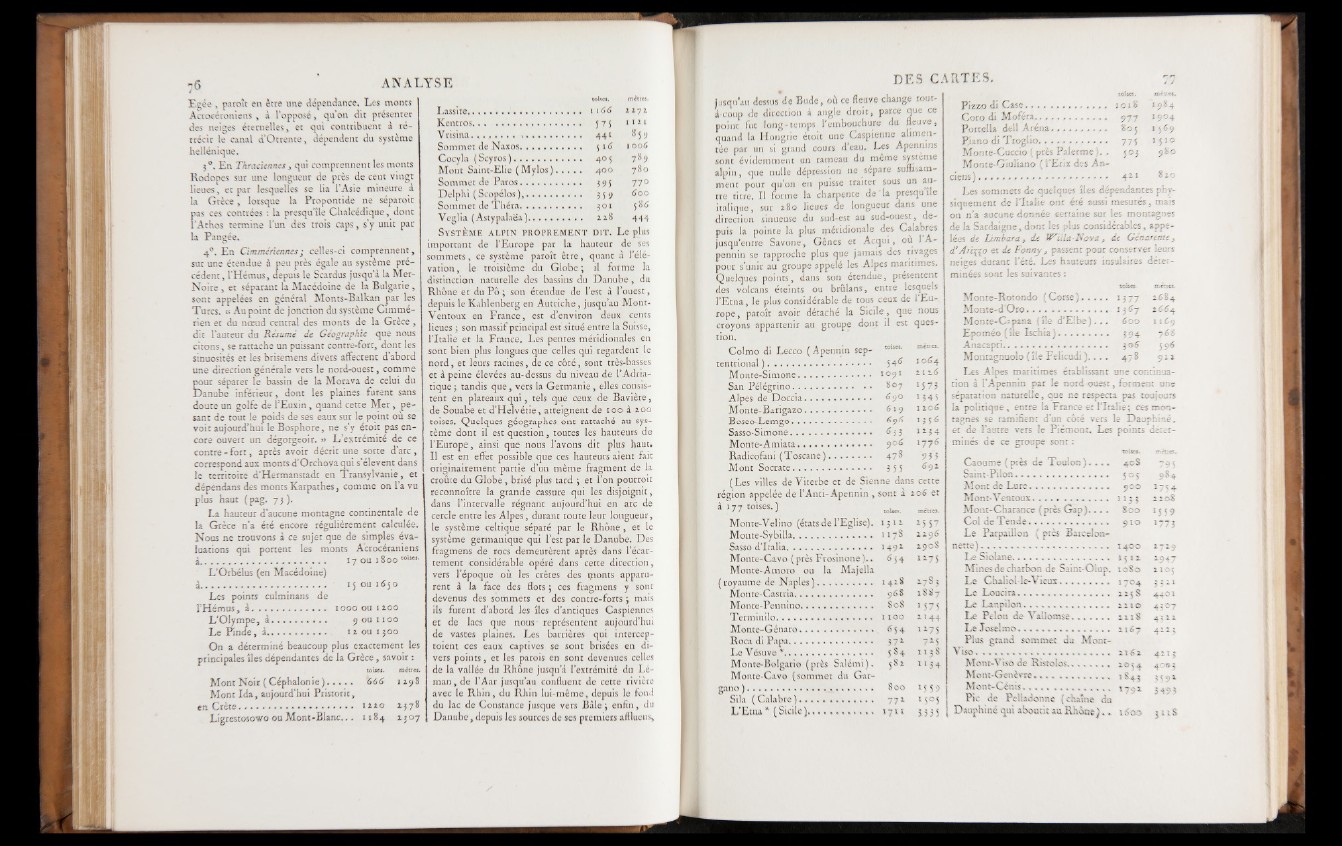 76 ANALYSE
Egée, paroît en être une dépendance. Les monts
Acrocéroniens, à l'opposé, qu'on dit présenter
des neiges éternelles, et qui contribuent à ré-
trécir le canal d'Otrente, dépendent du système
hellénique.
3°. En Thraciennes, qui comprennent les monts
Rodopes sur une longueur de près de cent vingt
lieues, et par lesquelles se lia l'Asie mineure à
la Grèce, lorsque la Propontide ne séparoit
pas ces contrées : la presqu'île Chalcédique, dont
l'Athos termine l'un des trois caps, s'y unit par
la Pangée.
4°. En Cimmériennes ; celles-ci comprennent,
sur une étendue à peu près égale au système pré-
cédent, l'Hémus, depuis le Scardus jusqu'à la Mer-
Noire, et séparant la Macédoine de la Bulgarie,
sont appelées en général Monts-Balkan par les
Turcs. « Au point de jonction du système Cimmé-
rien et du nœud central des monts de la Grèce,
dit l'auteur du Résumé de Géographie que nous
citons, se rattache un puissant contre-fort, dont les
sinuosités et les brisemens divers affectent d'abord
une direction générale vers le nord-ouest, comme
pour séparer le bassin de la Morava de celui du
Danube inférieur, dont les plaines furent sans
doute un golfe de l'Euxin, quand cette Mer, pe-
sant de tout le poids de ses eaux sur le point où se
voit aujourd'hui le Bosphore, ne s'y étoit pas en-
core ouvert un dégorgeoir. » L'extrémité de ce
contre-fort, après avoir décrit une sorte d'arc,
correspond aux monts d'Orchova qui s'élèvent dans
le territoire d'Hermanstadt en Transylvanie, et
dépendans des monts Karpathes, comme on l'a vu
plus haut (pag. 73).
La hauteur d'aucune montagne continentale de
la Grèce n'a été encore régulièrement calculée.
Nous ne trouvons à ce sujet que de simples éva-
luations qui portent les monts Acrocéraniens
à.................... 17 ou 1800 toises.
L'Orbélus (en Macédoine)
à.................... 15 ou 1650
Les points culminans de
l'Hémus, à............. 1000 ou 1200
L'Olympe, à.......... 9 ou 1100
Le Pinde, à........... 12 ou 1300
On a déterminé beaucoup plus exactement les
principales îles dépendantes de la Grèce, savoir :
toises. mètres.
Mont Noir (Céphalonie)..... 666 1298
Mont Ida, aujourd'hui Pristorit,
en Crète................... 1220 2378
Ligrestosowo ou Mont-Blanc... 1184 2307
toises. mètres.
Lassite................... 1166 2272
Kentros................... 575 1121
Vrisina................... 441 859
Sommet de Naxos........... 516 1006
Cocyla (Scyros)............ 405 789
Mont Saint-Elie (Mylos)..... 400 780
Sommet de Paros........... 395 770
Delphi (Scopélos).......... 359 600
Sommet de Théra........... 301 586
Veglia (Astypalaëa)......... 228 444
SYSTÈME ALPIN PROPREMENT DIT. Le plus
important de l'Europe par la hauteur de ses
sommets, ce système paroît être, quant à l'élé-
vation, le troisième du Globe ; il forme la
distinction naturelle des bassins du Danube, du
Rhône et du Pô ; son étendue de l'est à l'ouest,
depuis le Kahlenberg en Autriche, jusqu'au Mont-
Ventoux en France, est d'environ deux cents
lieues ; son massif principal est situé entre la Suisse,
l'Italie et la France. Les pentes méridionales en
sont bien plus longues que celles qui regardent le
nord, et leurs racines, de ce côté, sont très-basses
et à peine élevées au-dessus du niveau de l'Adria-
tique ; tandis que, vers la Germanie, elles consis-
tent en plateaux qui, tels que ceux de Bavière,
de Souabe et d'Helvétie, atteignent de 100 à 200
toises. Quelques géographes ont rattaché au sys-
tême dont il est question, toutes les hauteurs de
l'Europe, ainsi que nous l'avons dit plus haut.
Il est en effet possible que ces hauteurs aient fait
originairement partie d'un même fragment de la
croûte du Globe, brisé plus tard ; et l'on pourroit
reconnoître la grande cassure qui les disjoignit,
dans l'intervalle régnant aujourd'hui en arc de
cercle entre les Alpes, durant toute leur longueur,
le système celtique séparé par le Rhône, et le
système germanique qui l'est par le Danube. Des
fragmens de rocs demeurèrent après dans l'écar-
tement considérable opéré dans cette direction,
vers l'époque où les crêtes des monts apparu-
rent à la face des flots ; ces fragmens y sont
devenus des sommets et des contre-forts ; mais
ils furent d'abord les îles d'antiques Caspiennes
et de lacs que nous représentent aujourd'hui
de vastes plaines. Les barrières qui intercep-
toient ces eaux captives se sont brisées en di-
vers points, et les parois en sont devenues celles
de la vallée du Rhône jusqu'à l'extrémité du Lé-
man, de l'Aar jusqu'au confluent de cette rivière
avec le Rhin, du Rhin lui-même, depuis le fond
du lac de Constance jusque vers Bâle ; enfin, du
Danube, depuis les sources de ses premiers affluens,
DES CARTES. 77
jusqu'au dessus de Bude, où ce fleuve change tout-
à-coup de direction à angle droit, parce que ce
point fut long-temps l'embouchure du fleuve,
quand la Hongrie étoit une Caspienne alimen-
tée par un si grand cours d'eau. Les Apennins
sont évidemment un rameau du même système
alpin, que nulle dépression ne sépare suffisam-
ment pour qu'on en puisse traiter sous un au-
tre titre. Il forme la charpente de la presqu'île
italique, sur 280 lieues de longueur dans une
direction sinueuse du sud-est au sud-ouest, de-
puis la pointe la plus méridionale des Calabres
jusqu'entre Savone, Gênes et Acqui, où l'A-
pennin se rapproche plus que jamais des rivages
pour s'unir au groupe appelé les Alpes maritimes.
Quelques points, dans son étendue, présentent
des volcans éteints ou brûlans, entre lesquels
l'Etna, le plus considérable de tous ceux de l'Eu-
rope, paroît avoir détaché la Sicile, que nous
croyons appartenir au groupe dont il est ques-
tion.
toises. mètres.
Colmo di Lecco (Apennin sep-
tentrional).................. 546 1064
Monte-Simone............. 1091 2126
San Pélégrino............. 807 1573
Alpes de Doccia............ 690 1345
Monte-Barigazo............ 619 1206
Bosco-Lemgo.............. 696 1356
Sasso-Simone.............. 633 1234
Monte-Amiata............. 906 1776
Radicofani (Toscane)........ 478 933
Mont Socrate.............. 355 692
(Les villes de Viterbe et de Sienne dans cette
région appelée de l'Anti-Apennin, sont à 206 et
à 177 toises.)
toises. mètres.
Monte-Velino (états de l'Eglise). 1312 2557
Monte-Sybilla.............. 1178 2296
Sasso d'Italia............... 1492 2908
Monte-Cavo (près Frosinone).. 654 1275
Monte-Amoro ou la Majella
(royaume de Naples).......... 1428 2783
Monte-Castria.............. 968 1887
Monte-Pennino............. 808 1575
Terminilo................. 1100 2144
Monte-Génaro............. 654 1275
Roca di Papa.............. 372 725
Le Vésuve *................ 584 1138
Monte-Bolgario (près Salémi). 582 1134
Monte-Cavo (sommet du Gar-
gano)...................... 800 1559
Sila (Calabre).............. 772 1505
L'Etna * (Sicile)............ 1711 3335
toises. mètres.
Pizzo di Case.............. 1018 1984
Coro di Moféra............ 977 1904
Portella dell Aréna.......... 805 1569
Piano di Troglio............ 775 1510
Monte-Cuccio (près Palerme).. 503 980
Monte-Giuliano (l'Erix des An-
ciens)...................... 421 820
Les sommets de quelques îles dépendantes phy-
siquement de l'Italie ont été aussi mesurés, mais
on n'a aucune donnée certaine sur les montagnes
de la Sardaigne, dont les plus considérables, appe-
lées de Limbara, de Willa-Nova, de Génarente,
d'Arizzo et de Fonny, passent pour conserver leurs
neiges durant l'été. Les hauteurs insulaires déter-
minées sont les suivantes :
toises. mètres.
Monte-Rotondo (Corse)..... 1377 2684
Monte-d'Oro.............. 1367 2664
Monte-Capana (île d'Elbe)... 600 1169
Epoméo (île Ischia)......... 394 768
Anacapri.................. 306 596
Montagnuolo (île Félicudi).... 478 922
Les Alpes maritimes établissant une continua-
tion à l'Apennin par le nord-ouest, forment une
séparation naturelle, que ne respecta pas toujours
la politique, entre la France et l'Italie ; ces mon-
tagnes se ramifient d'un côté vers le Dauphiné,
et de l'autre vers le Piémont. Les points déter-
minés de ce groupe sont :
toises. mètres.
Caoume (près de Toulon).... 408 795
Saint-Pilon................ 505 984
Mont de Lure.............. 900 1754
Mont-Ventoux............. 1133 2208
Mont-Charance (près Gap).... 800 1559
Col de Tende.............. 910 1773
Le Parpaillon (près Barcelon-
nette)...................... 1400 2729
Le Siolane................. 1512 2947
Mines de charbon de Saint-Olup. 1080 2105
Le Chaliol-le-Vieux......... 1704 3321
Le Loucira................ 2258 4401
Le Lanpilon............... 2210 4307
Le Pelou de Vallomse....... 2218 4322
Le Joselmo................ 2167 4223
Plus grand sommet du Mont-
Viso....................... 2162 4213
Mont-Viso de Ristolos....... 2054 4003
Mont-Genèvre............. 1843 3592
Mont-Cénis............... 1792 3493
Pic de Pelladonne (chaîne du
Dauphiné qui aboutit au Rhône).. 1600 3118